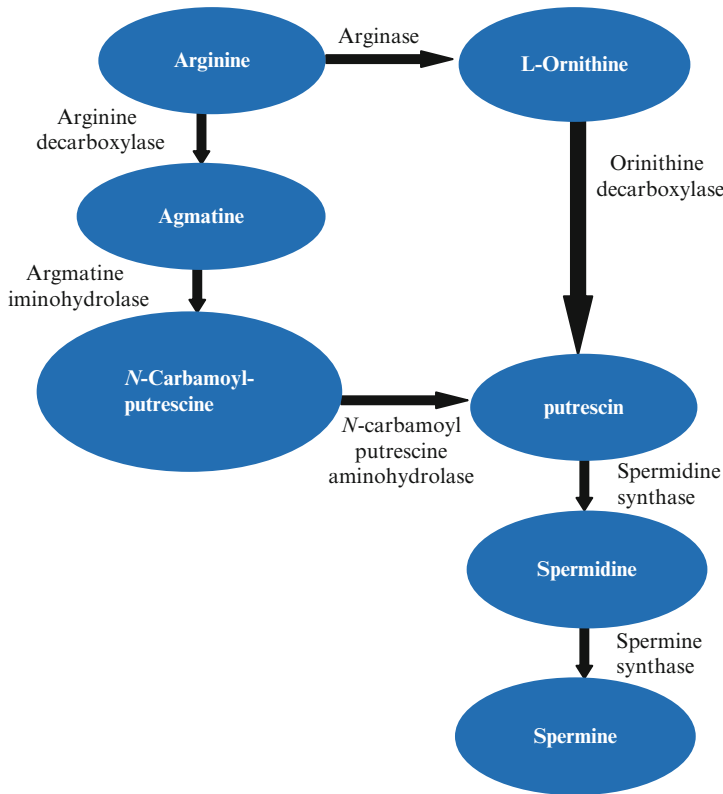 Arginine
Arginase
L-Ornithine
Arginine
decarboxylase
Orinithine
decarboxylase
Agmatine
Argmatine
iminohydrolase
N-Carbamoyl-
putrescine
N-carbamoyl
putrescine
aminohydrolase
putrescin
Spermidine
synthase
Spermidine
Spermine
synthase
Spermine